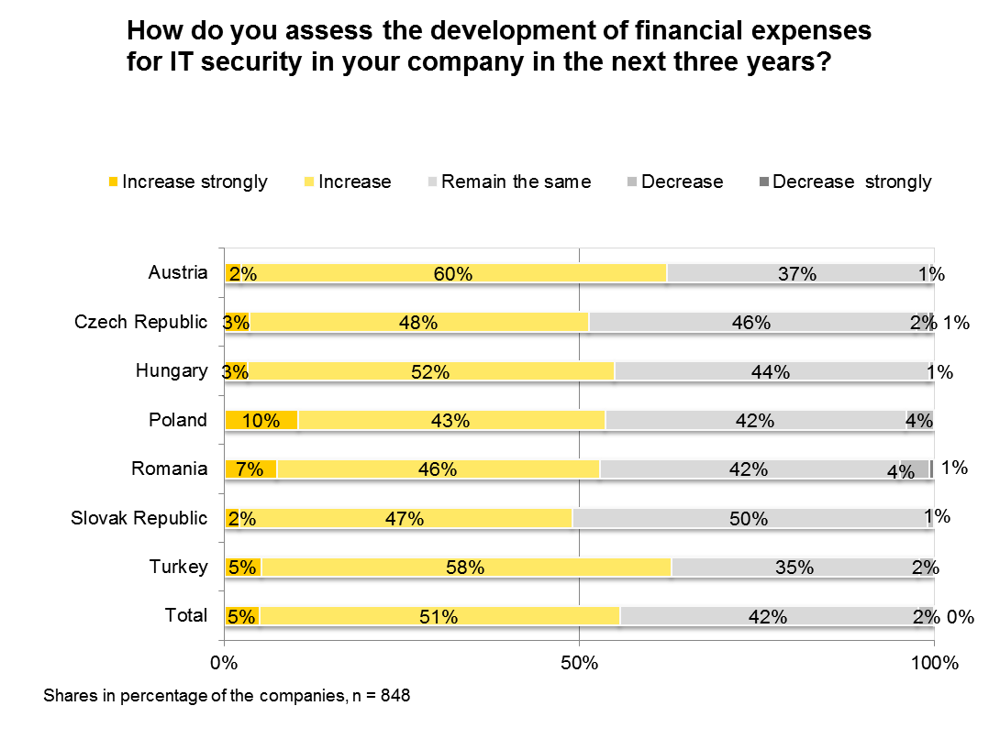 How do you assess the development of financial expenses
for IT security in your company in the next three years?
Increase strongly Increase Remain the same Decrease Decrease strongly
Austria 2% 60% 37% 1%
Czech Republic 3% 48% 46% 2% 1%
Hungary 3% 52% 44% 1%
Poland 10% 43% 42% 4%
Romania 7% 46% 42% 4% 1%
Slovak Republic 2% 47% 50% 1%
Turkey 5% 58% 35% 2%
Total 5% 51% 42% 2% 0%
0% 50% 100%
Shares in percentage of the companies, n = 848